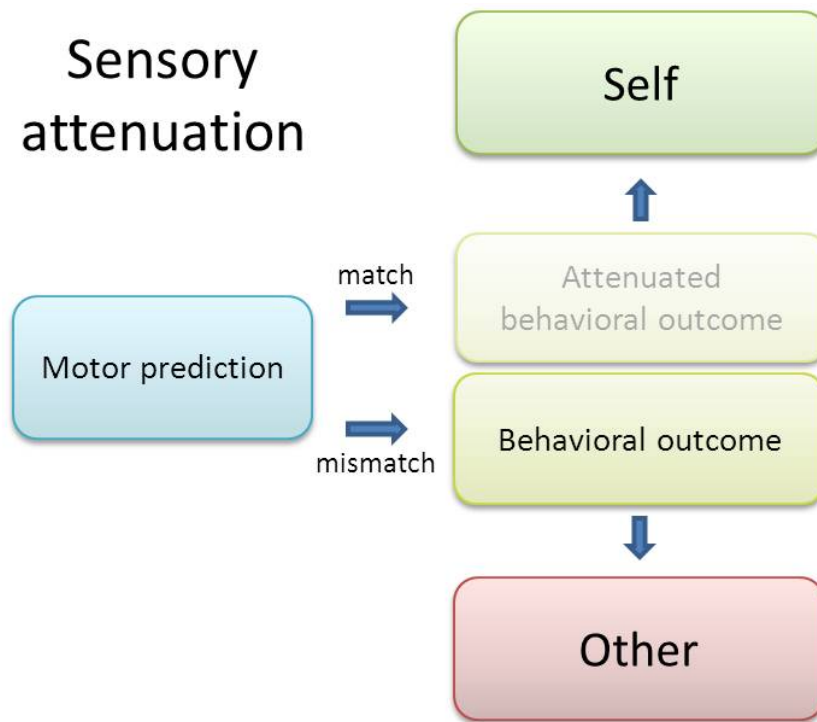 Sensory
attenuation
Self
match
Attenuated
behavioral outcome
Motor prediction
Behavioral outcome
mismatch
Other